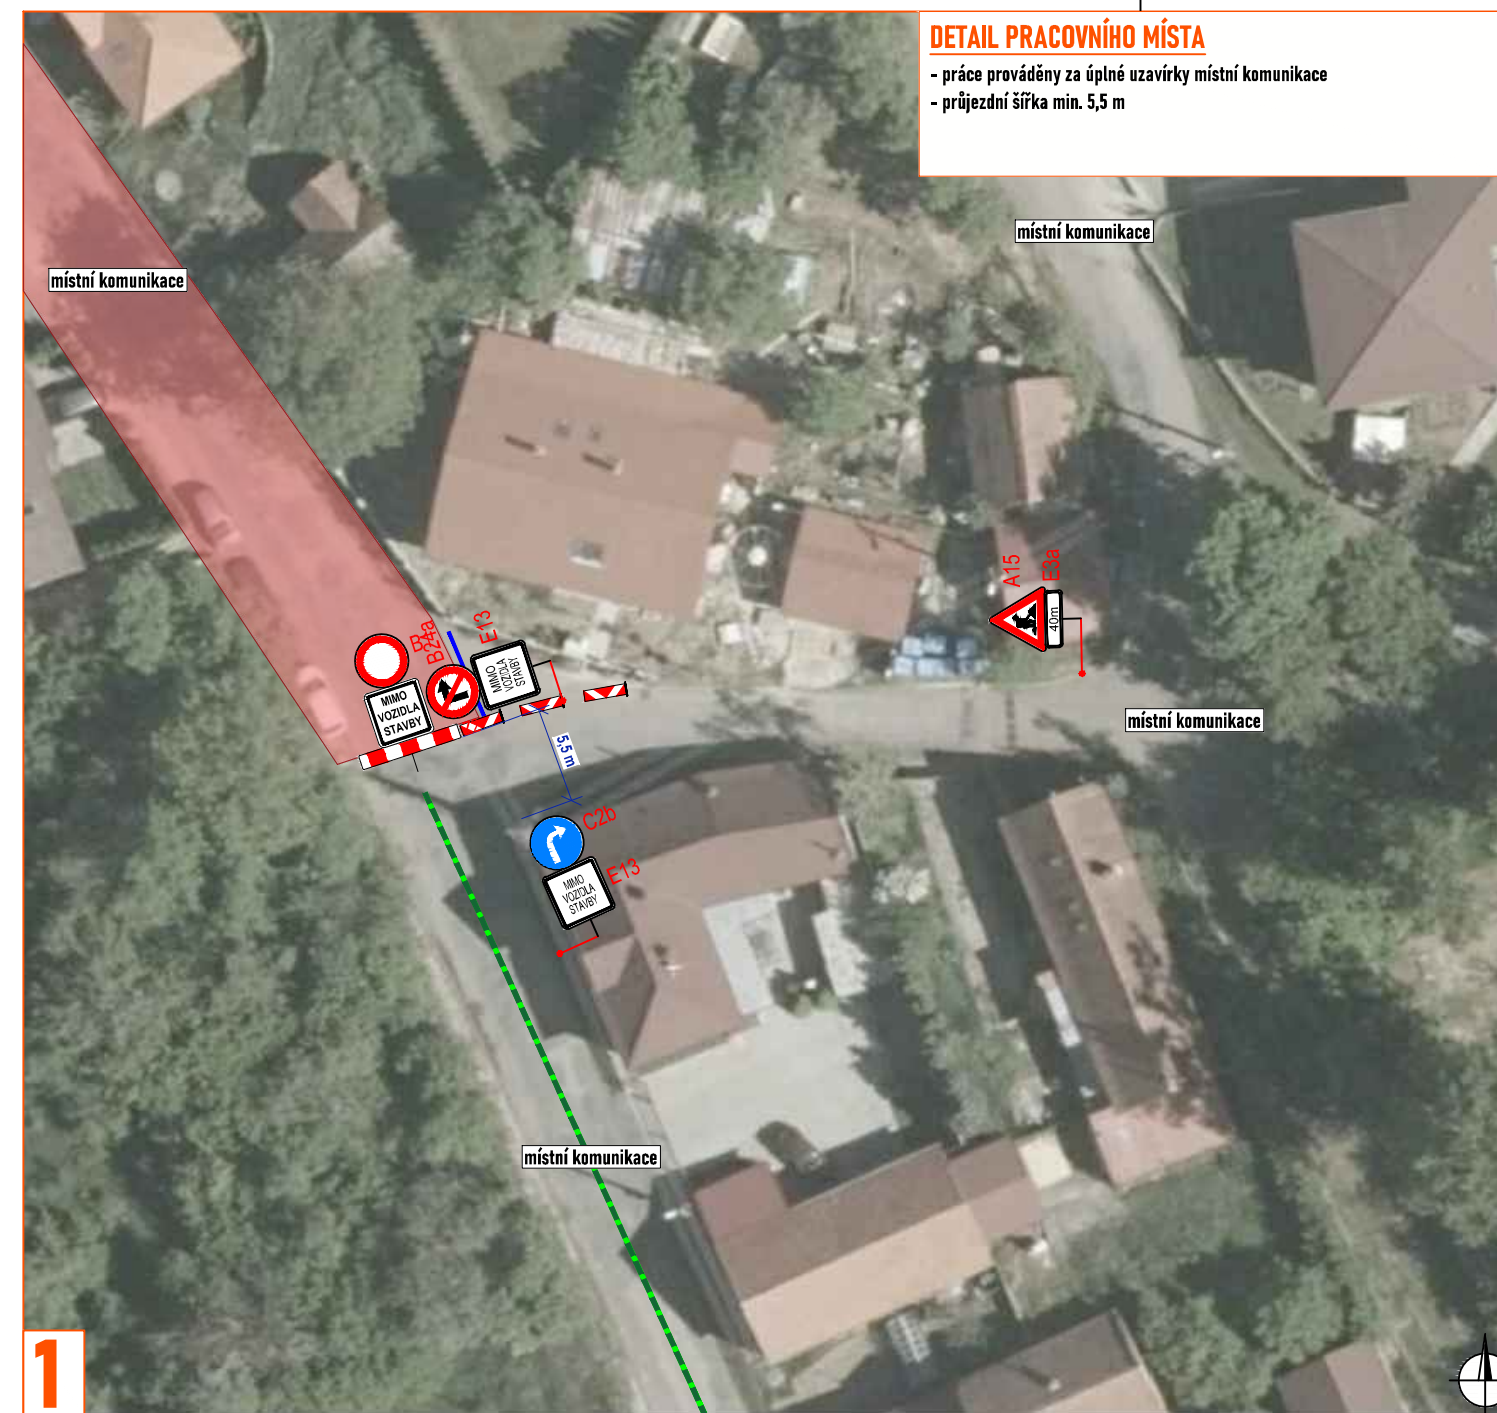 DETAIL PRACOVNÍHO MÍSTA
- práce prováděny za úplné uzavírky místní komunikace
- průjezdní šířka min. 5,5 m
místní komunikace
místní komunikace
A15
E3a
40m
E13
B24a
MIMO
VOZIDLA
STAVBY
MIMO
VOZIDLA
STAVBY
místní komunikace
5,5 m
C2b
E13
MIMO
VOZIDLA
STAVBY
místní komunikace
1